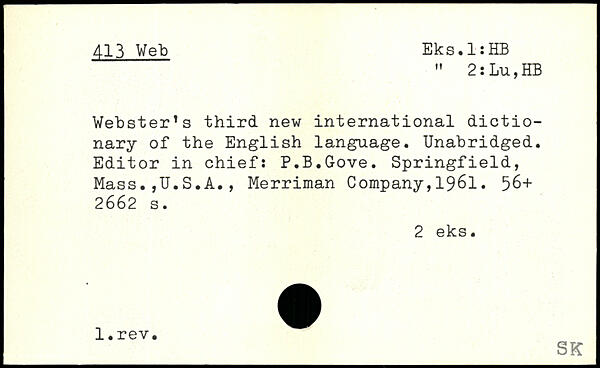 413 Web
Eks.1:HB
" 2:Lu,HB
Webster's third new international dictio-
nary of the English language. Unabridged.
Editor in chief: P.B.Gove. Springfield,
Mass.,U.S.A., Merriman Company,1961. 56+
2662 s.
2 eks.
1.rev.
SK